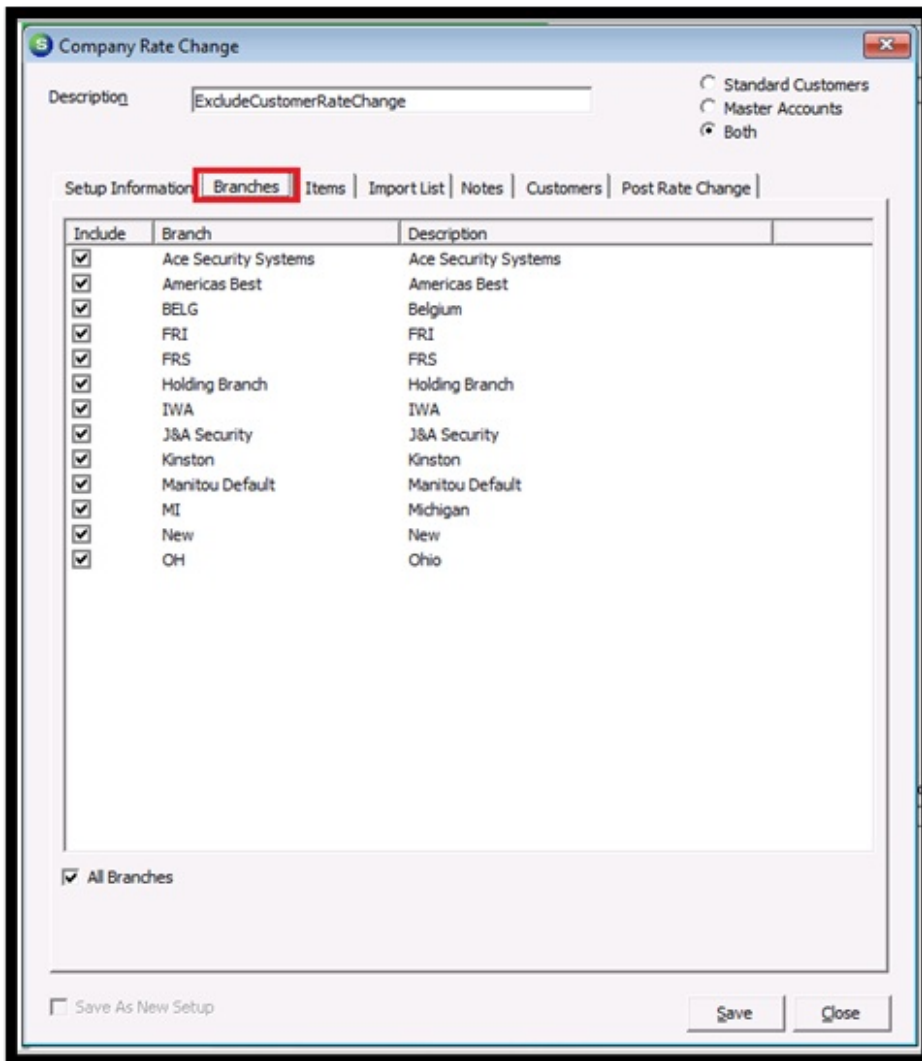 S Company Rate Change
Description ExcludeCustomerRateChange
Standard Customers
Master Accounts
Both
Setup Information Branches Items Import List Notes Customers Post Rate Change
Include Branch Description
Ace Security Systems Ace Security Systems
Americas Best Americas Best
BELG Belgium
FRI FRI
FRS FRS
Holding Branch Holding Branch
IWA IWA
J&A Security J&A Security
Kinston Kinston
Manitou Default Manitou Default
MI Michigan
New New
OH Ohio
All Branches
Save As New Setup
Save Close